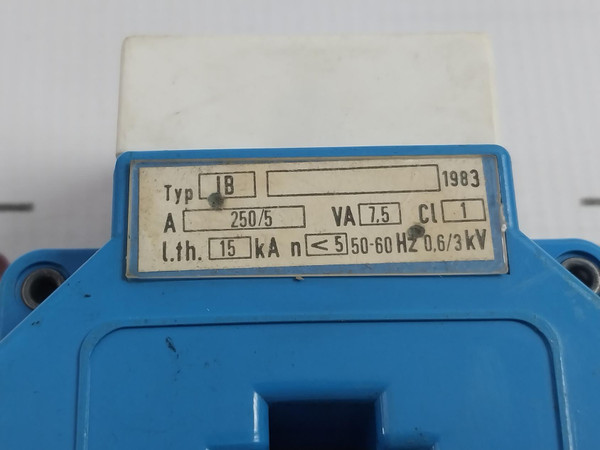 Typ IB 1983
A 250/5 VA 7.5 Cl 1
I.th. 15 kA n < 5 50-60 Hz 0,6/3 kV